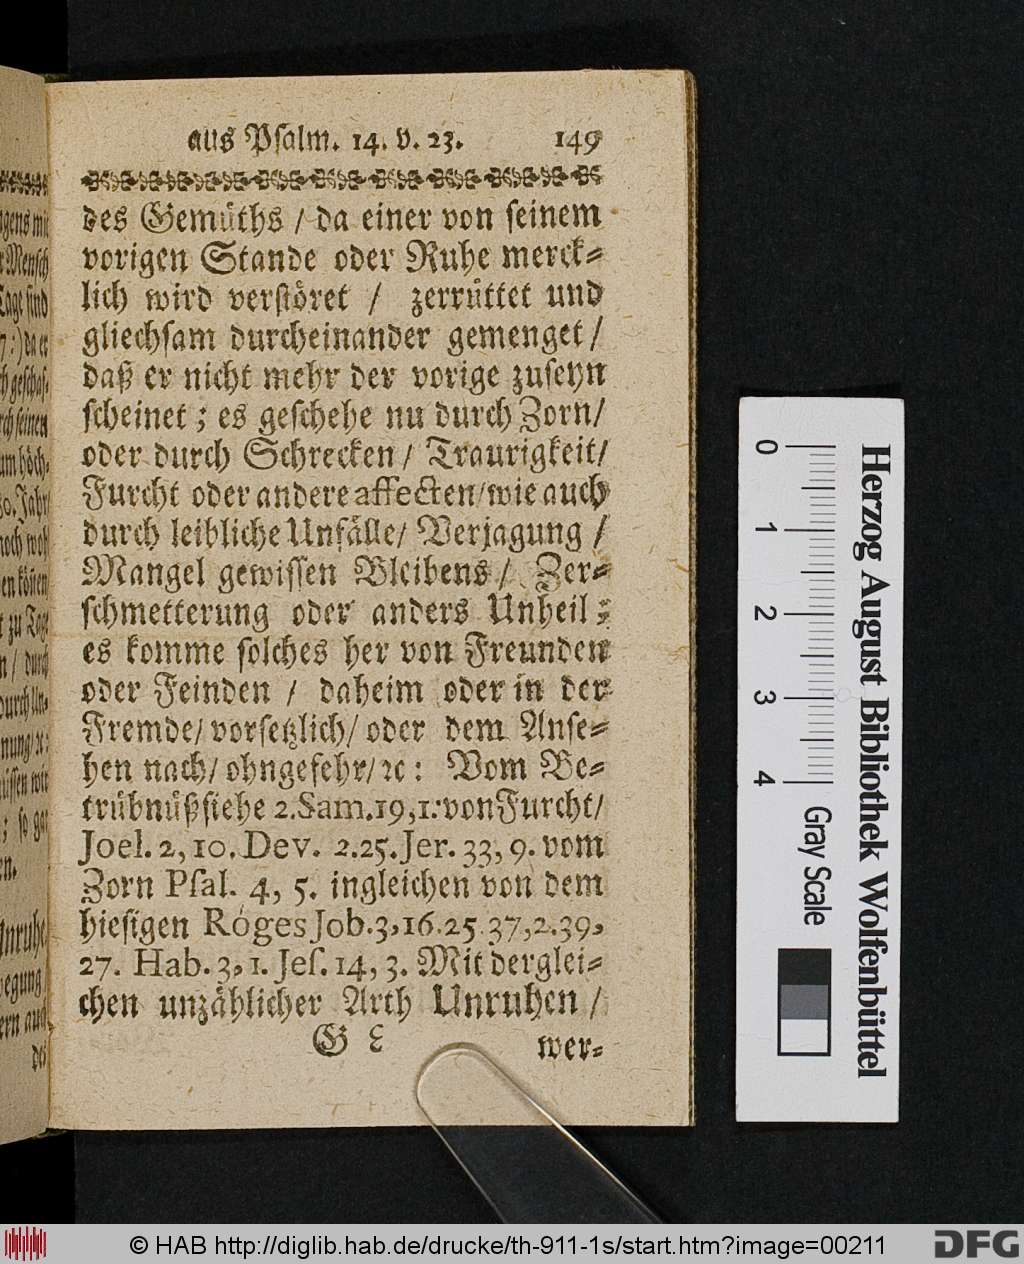 aus Psalm. 14. v. 23. 149
des Gemüths / da einer von seinem
vorigen Stande oder Ruhe merck=
lich wird verstöret / zerrüttet und
gliechsam durcheinander gemenget /
daß er nicht mehr der vorige zuseyn
scheinet ; es geschehe nu durch Zorn /
oder durch Schrecken / Traurigkeit /
Furcht oder andere affecten / wie auch
durch leibliche Unfälle / Verjagung /
Mangel gewissen Bleibens / Zer=
schmetterung oder anders Unheil ;
es komme solches her von Freunden
oder Feinden / daheim oder in der
Fremde / vorsetzlich / oder dem Anse=
hen nach / ohngefehr / ꝛc : Vom Be=
trübnüß siehe 2. Sam. 19, 1. von Furcht /
Joel. 2, 10. Dev. 2. 25. Jer. 33, 9. vom
Zorn Psal. 4, 5. ingleichen von dem
hiesigen Röges Job. 3, 16. 25. 37, 2. 39,
27. Hab. 3, 1. Jes. 14, 3. Mit derglei=
chen unzählicher Arth Unruhen /
G wer=
0 1 2 3 4
Gray Scale
Herzog August Bibliothek Wolfenbüttel
© HAB http://diglib.hab.de/drucke/th-911-1s/start.htm?image=00211
DFG